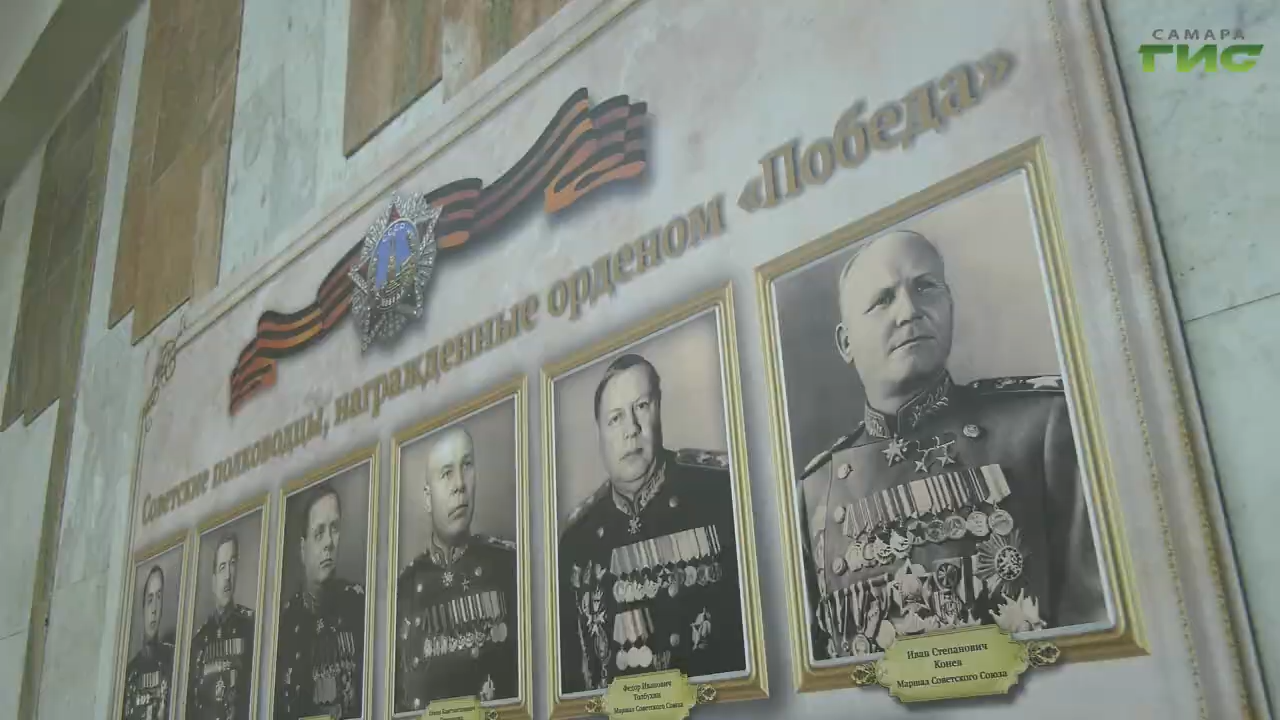 САМАРА
ГИС
Советские полководцы, награжденные орденом «Победа»
Иван Степанович
Конев
Маршал Советского Союза
Федор Иванович
Толбухин
Маршал Советского Союза